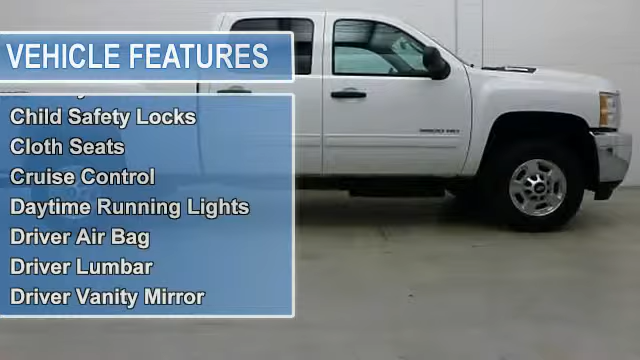 VEHICLE FEATURES
Child Safety Locks
Cloth Seats
Cruise Control
Daytime Running Lights
Driver Air Bag
Driver Lumbar
Driver Vanity Mirror